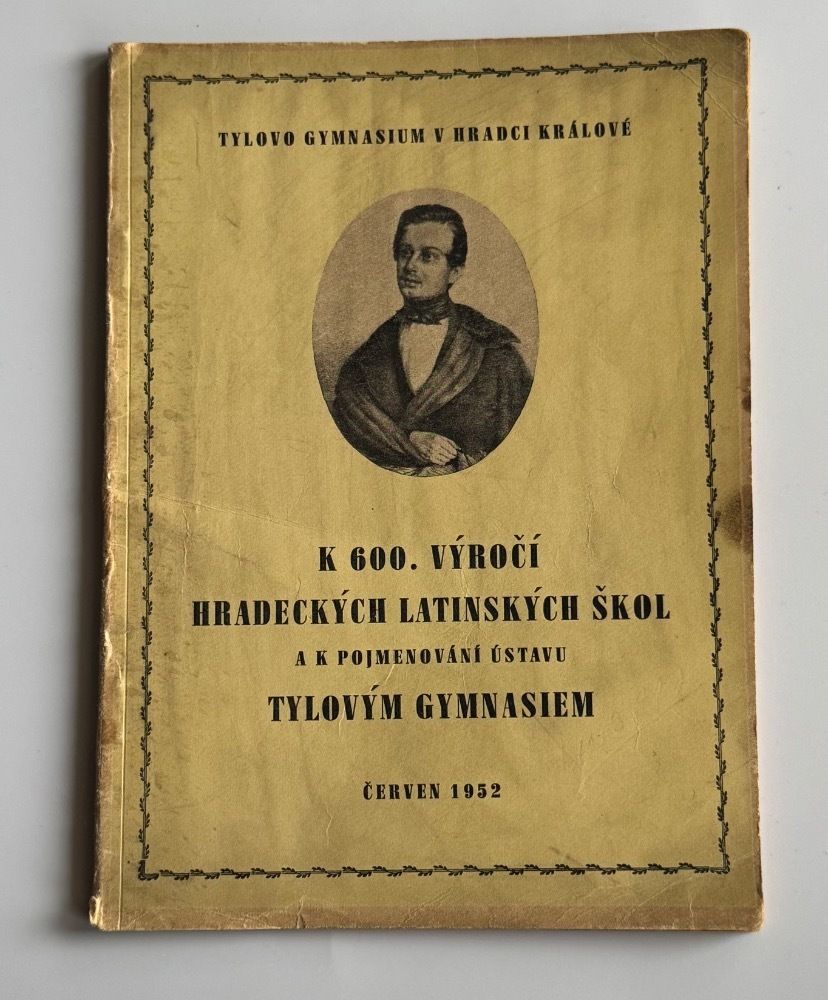 TYLOVO GYMNASIUM V HRADCI KRÁLOVÉ
K 600. VÝROČÍ
HRADECKÝCH LATINSKÝCH ŠKOL
A K POJMENOVÁNÍ ÚSTAVU
TYLOVÝM GYMNASIEM
ČERVEN 1952